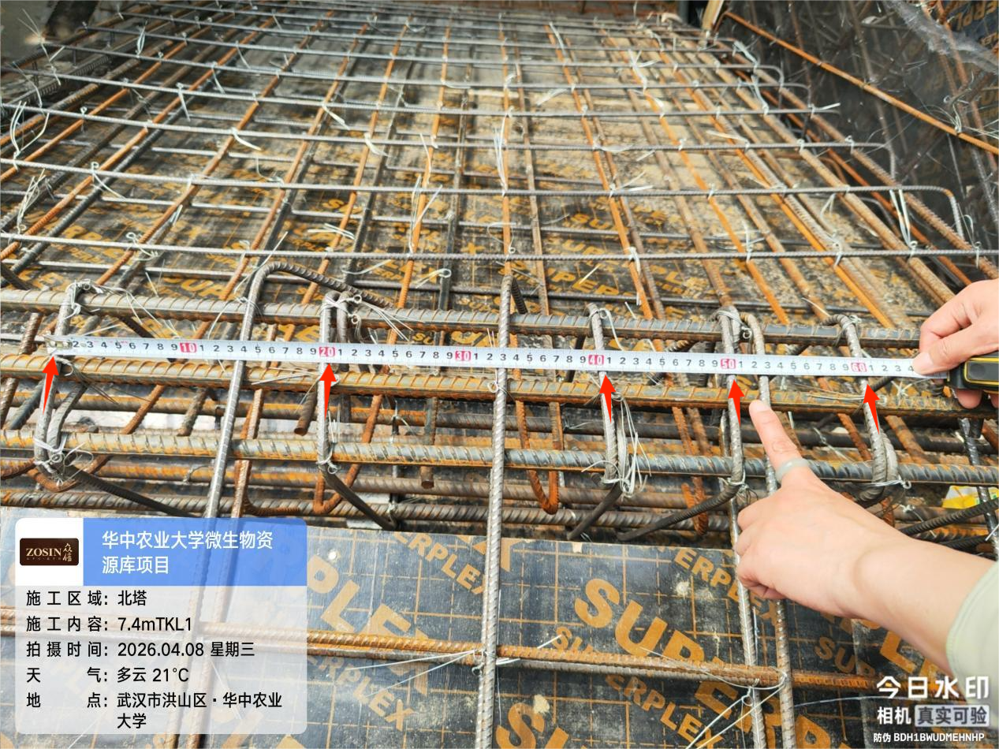 2 3 4 5 6 7 8 9 10 1 2 3 4 5 6 7 8 9 20 1 2 3 4 5 6 7 8 9 30 1 2 3 4 5 6 7 8 9 40 1 2 3 4 5 6 7 8 9 50 1 2 3 4 5 6 7 8 9 60 1 2 3 4
SUPERPLEX
SUPERPLEX
ZOSIN 众信
华中农业大学微生物资
源库项目
施工区域：北塔
施工内容：7.4mTKL1
拍摄时间：2026.04.08 星期三
天气：多云 21℃
地点：武汉市洪山区·华中农业
大学
今日水印
相机 真实可验
防伪 BDH1BWUDMEHNHP